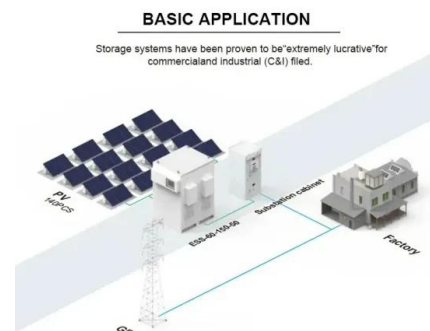 BASIC APPLICATION
Storage systems have been proven to be“extremely lucrative”for
commercialand industrial (C&I) filed.
PV
140PCS
ESS-60-150-50
Substation cabinet
Factory